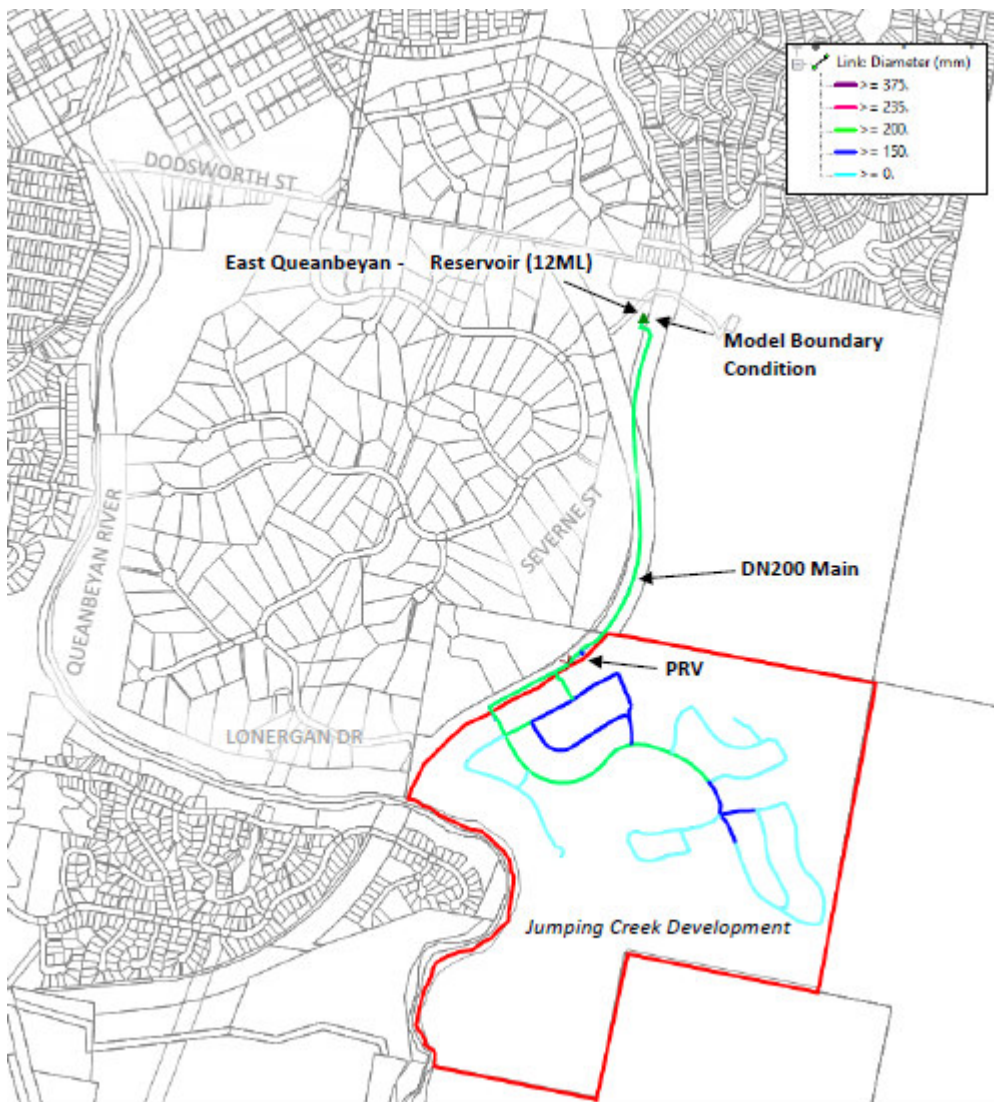 Link: Diameter (mm)
>= 375.
>= 235.
>= 200.
>= 150.
>= 0.
DODSWORTH ST
East Queanbeyan - Reservoir (12ML)
Model Boundary
Condition
SEVERNE ST
QUEANBEYAN RIVER
DN200 Main
PRV
LONERGAN DR
Jumping Creek Development